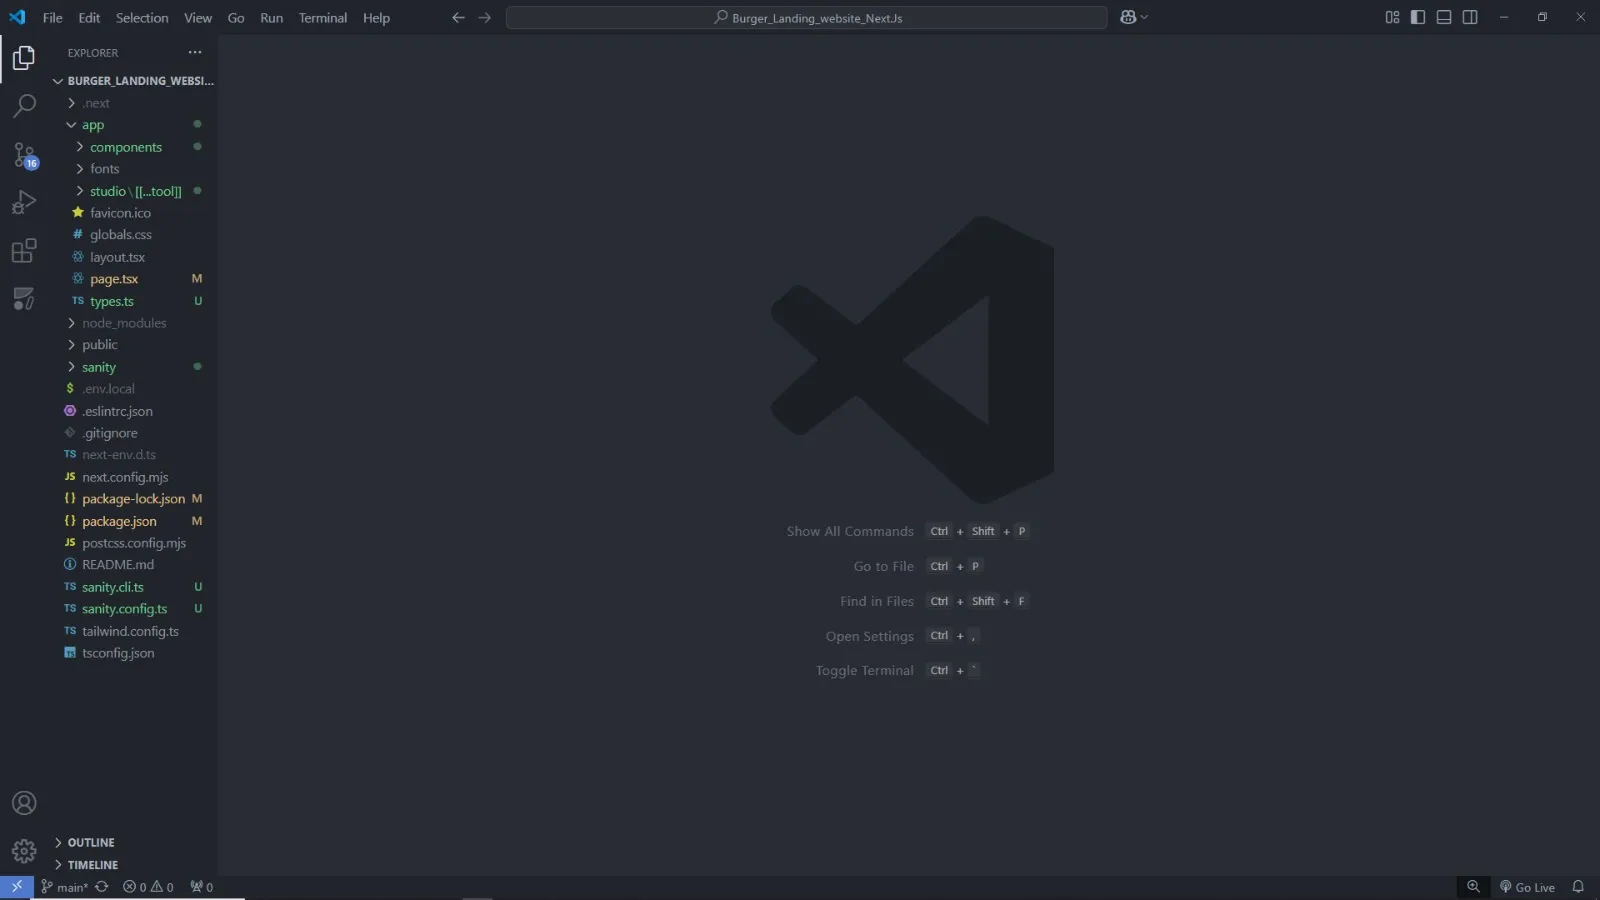 File Edit Selection View Go Run Terminal Help
Burger_Landing_website_Next.Js
EXPLORER
BURGER_LANDING_WEBSI...
.next
app
components
fonts
studio \ [[...tool]]
favicon.ico
# globals.css
layout.tsx
page.tsx M
TS types.ts U
node_modules
public
sanity
$ .env.local
.eslintrc.json
.gitignore
TS next-env.d.ts
JS next.config.mjs
{} package-lock.json M
{} package.json M
JS postcss.config.mjs
README.md
TS sanity.cli.ts U
TS sanity.config.ts U
TS tailwind.config.ts
TS tsconfig.json
16
Show All Commands Ctrl + Shift + P
Go to File Ctrl + P
Find in Files Ctrl + Shift + F
Open Settings Ctrl + ,
Toggle Terminal Ctrl + `
OUTLINE
TIMELINE
main* 0 0 0 Go Live